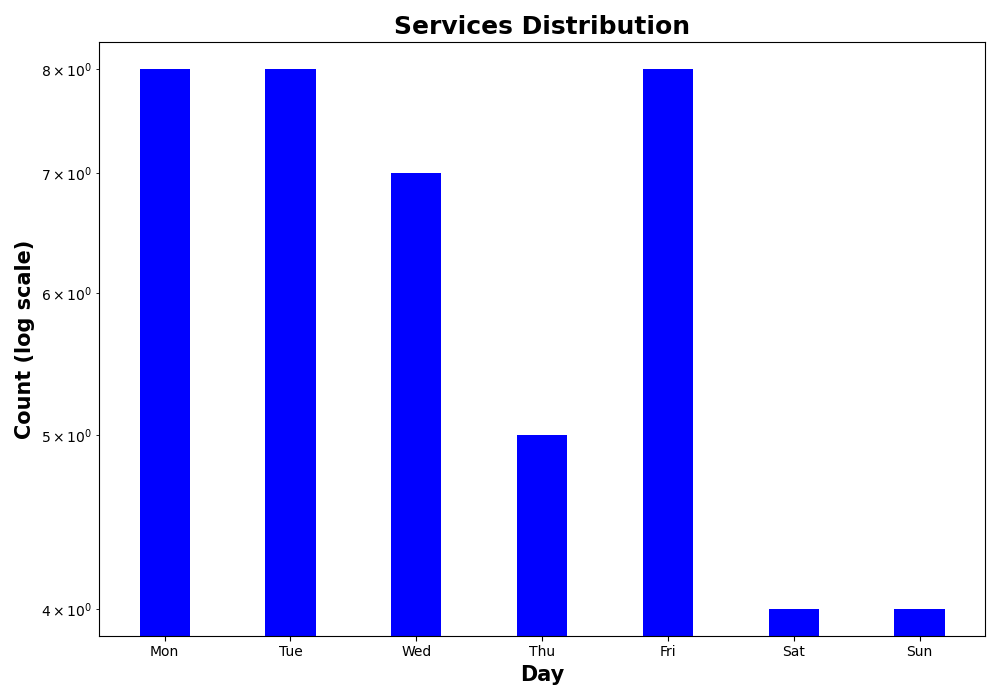 Services Distribution
Count (log scale)
8 × 10⁰
7 × 10⁰
6 × 10⁰
5 × 10⁰
4 × 10⁰
Mon Tue Wed Thu Fri Sat Sun
Day